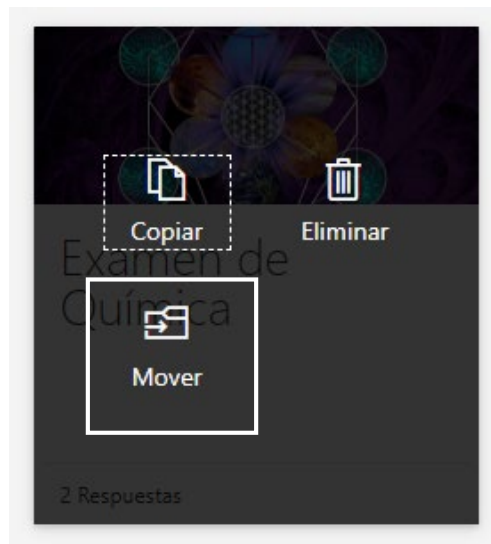 Copiar
Eliminar
Examen de
Química
Mover
2 Respuestas